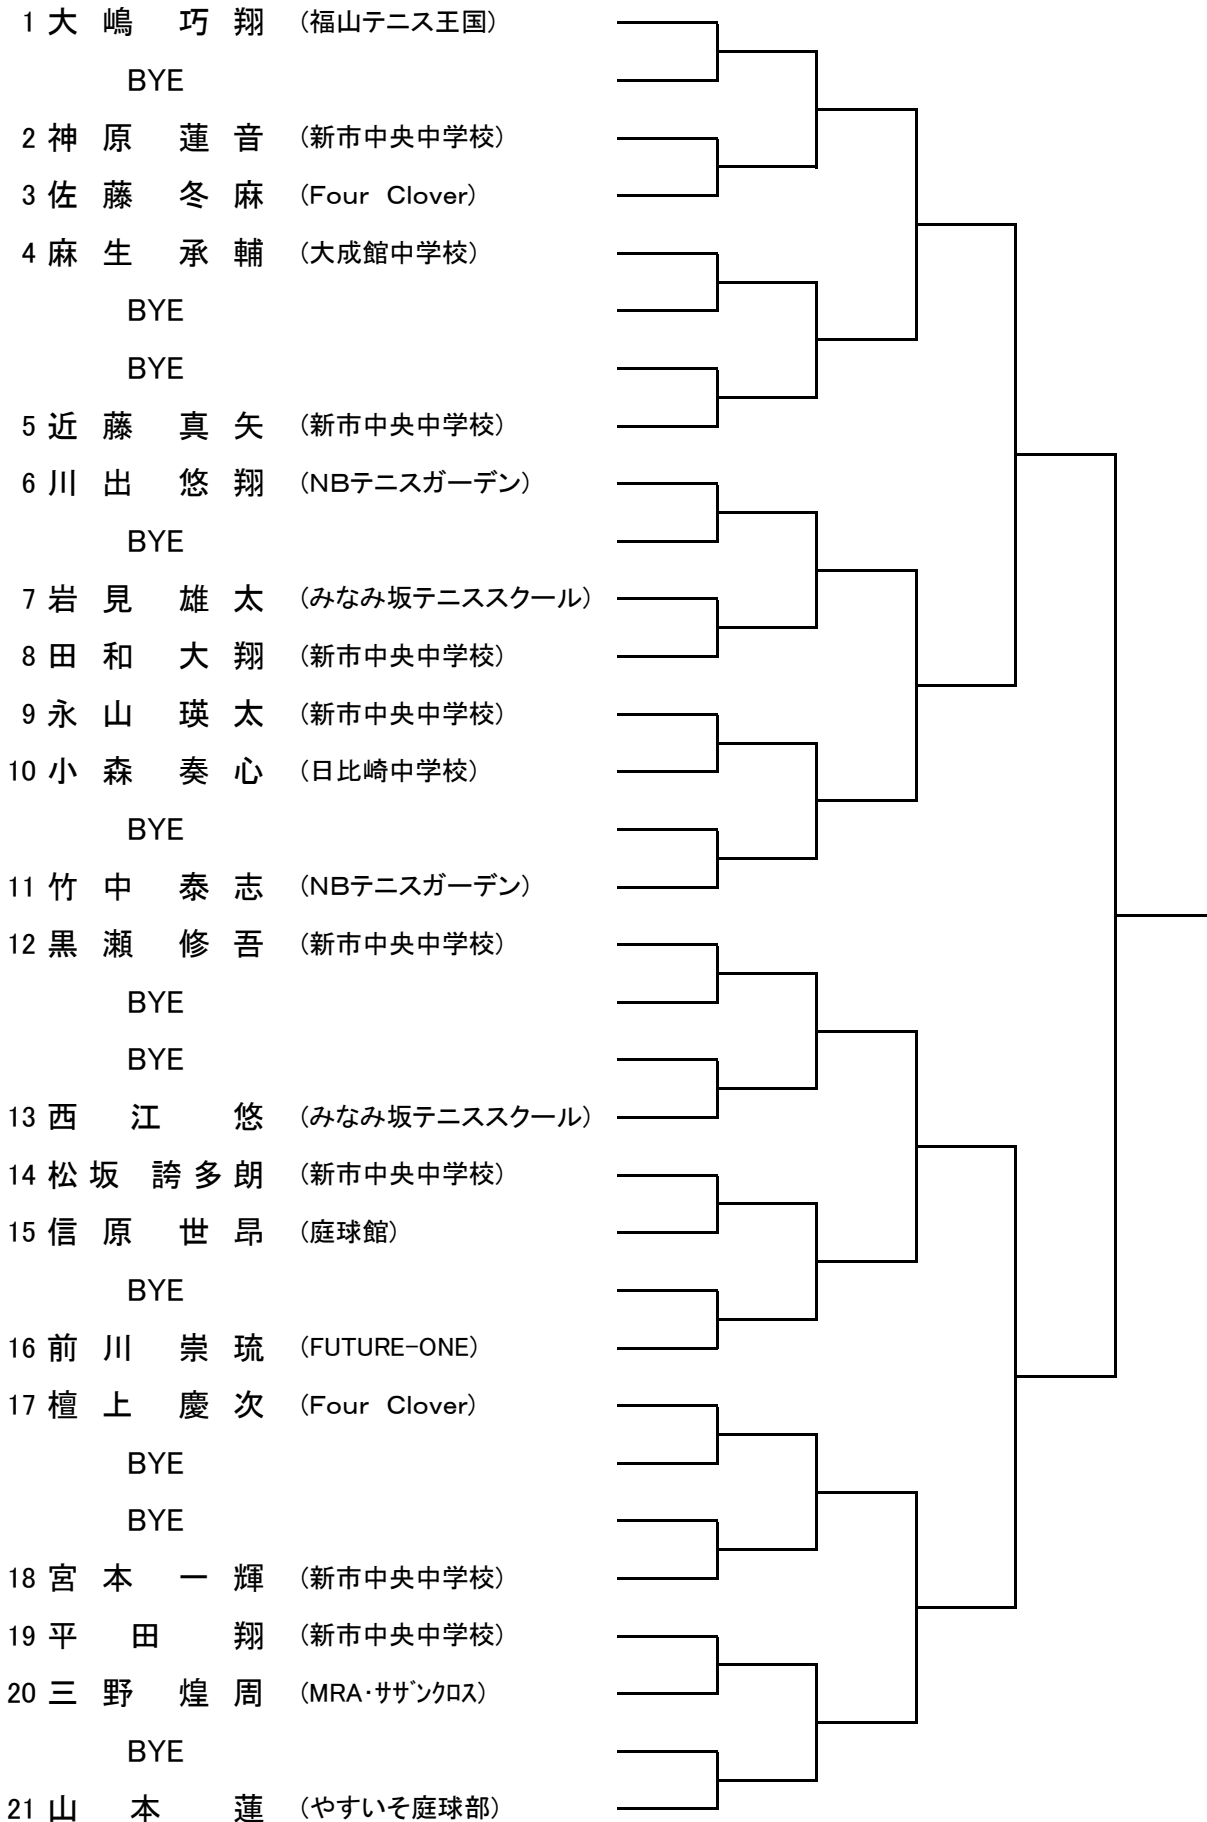 1 大 嶋 巧 翔 (福山テニス王国)
BYE
2 神 原 蓮 音 (新市中央中学校)
3 佐 藤 冬 麻 (Four Clover)
4 麻 生 承 輔 (大成館中学校)
BYE
BYE
5 近 藤 真 矢 (新市中央中学校)
6 川 出 悠 翔 (NBテニスガーデン)
BYE
7 岩 見 雄 太 (みなみ坂テニススクール)
8 田 和 大 翔 (新市中央中学校)
9 永 山 瑛 太 (新市中央中学校)
10 小 森 奏 心 (日比崎中学校)
BYE
11 竹 中 泰 志 (NBテニスガーデン)
12 黒 瀬 修 吾 (新市中央中学校)
BYE
BYE
13 西 江 悠 (みなみ坂テニススクール)
14 松 坂 誇 多 朗 (新市中央中学校)
15 信 原 世 昂 (庭球館)
BYE
16 前 川 崇 琉 (FUTURE-ONE)
17 檀 上 慶 次 (Four Clover)
BYE
BYE
18 宮 本 一 輝 (新市中央中学校)
19 平 田 翔 (新市中央中学校)
20 三 野 煌 周 (MRA・ｻｻﾞﾝｸﾛｽ)
BYE
21 山 本 蓮 (やすいそ庭球部)